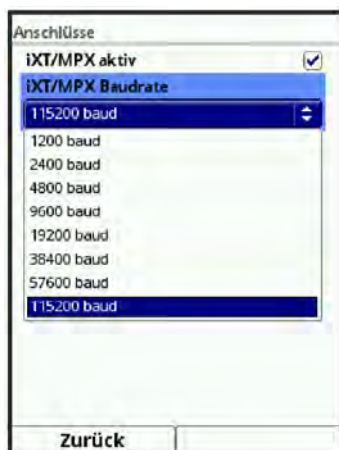 Anschlüsse
iXT/MPX aktiv
iXT/MPX Baudrate
115200 baud
1200 baud
2400 baud
4800 baud
9600 baud
19200 baud
38400 baud
57600 baud
115200 baud
Zurück